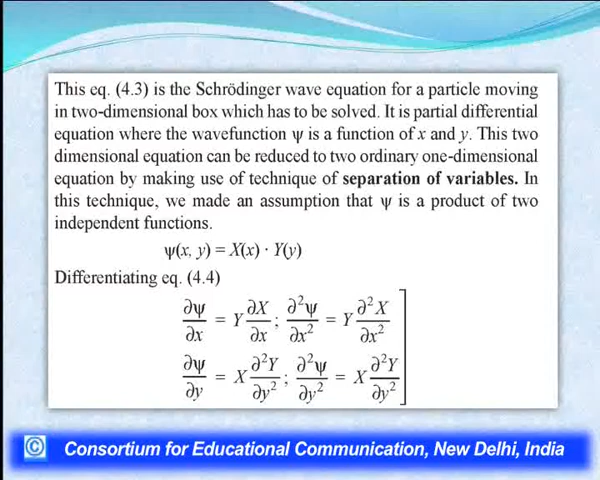 This eq. (4.3) is the Schrödinger wave equation for a particle moving
in two-dimensional box which has to be solved. It is partial differential
equation where the wavefunction ψ is a function of x and y. This two
dimensional equation can be reduced to two ordinary one-dimensional
equation by making use of technique of separation of variables. In
this technique, we made an assumption that ψ is a product of two
independent functions.
ψ(x, y) = X(x) · Y(y)
Differentiating eq. (4.4)
∂ψ/∂x = Y ∂X/∂x ; ∂²ψ/∂x² = Y ∂²X/∂x²
∂ψ/∂y = X ∂²Y/∂y² ; ∂²ψ/∂y² = X ∂²Y/∂y²
© Consortium for Educational Communication, New Delhi, India